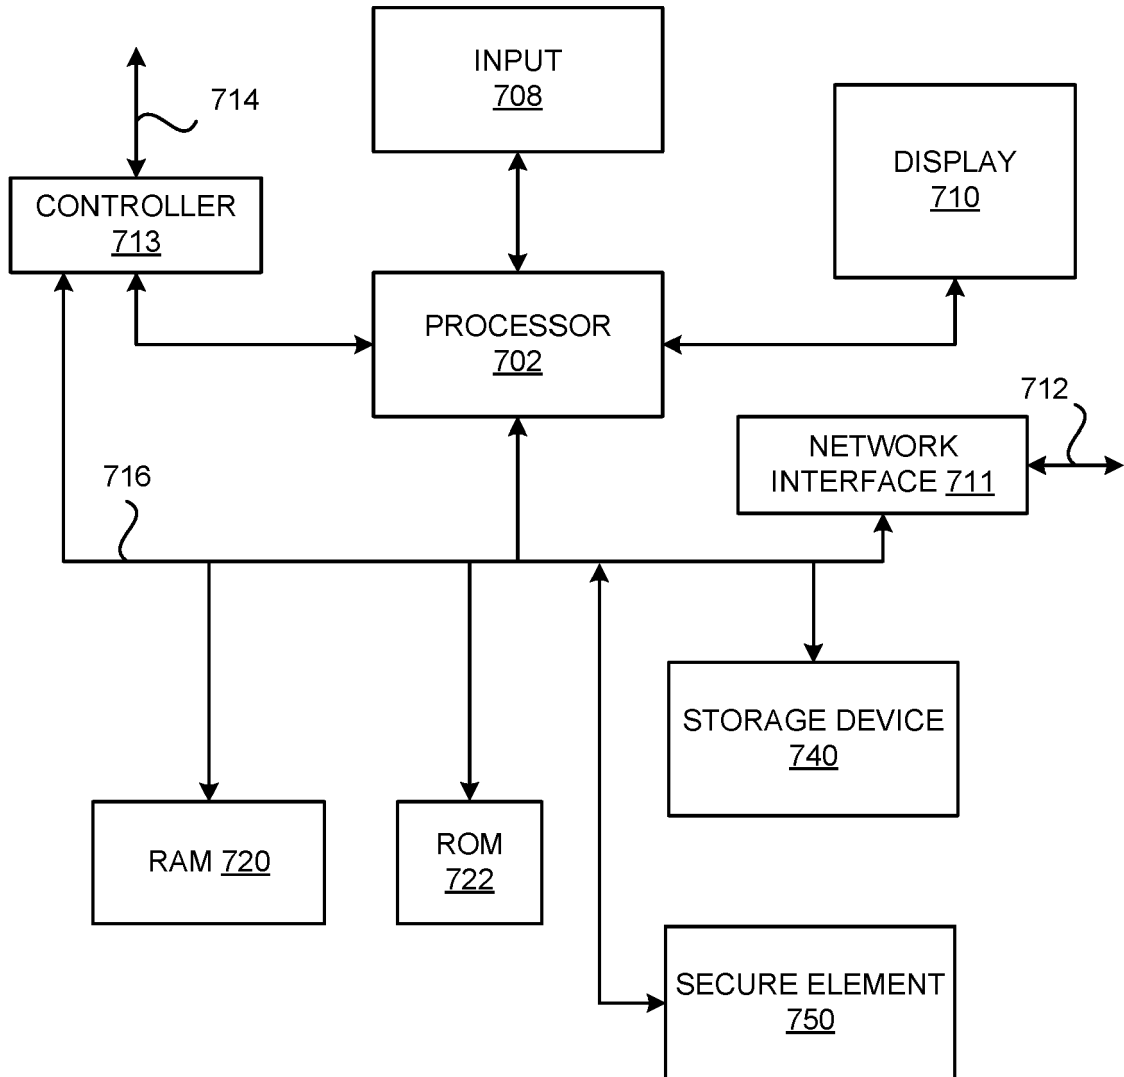 INPUT
708
714
DISPLAY
710
CONTROLLER
713
PROCESSOR
702
712
NETWORK
INTERFACE 711
716
STORAGE DEVICE
740
RAM 720
ROM
722
SECURE ELEMENT
750